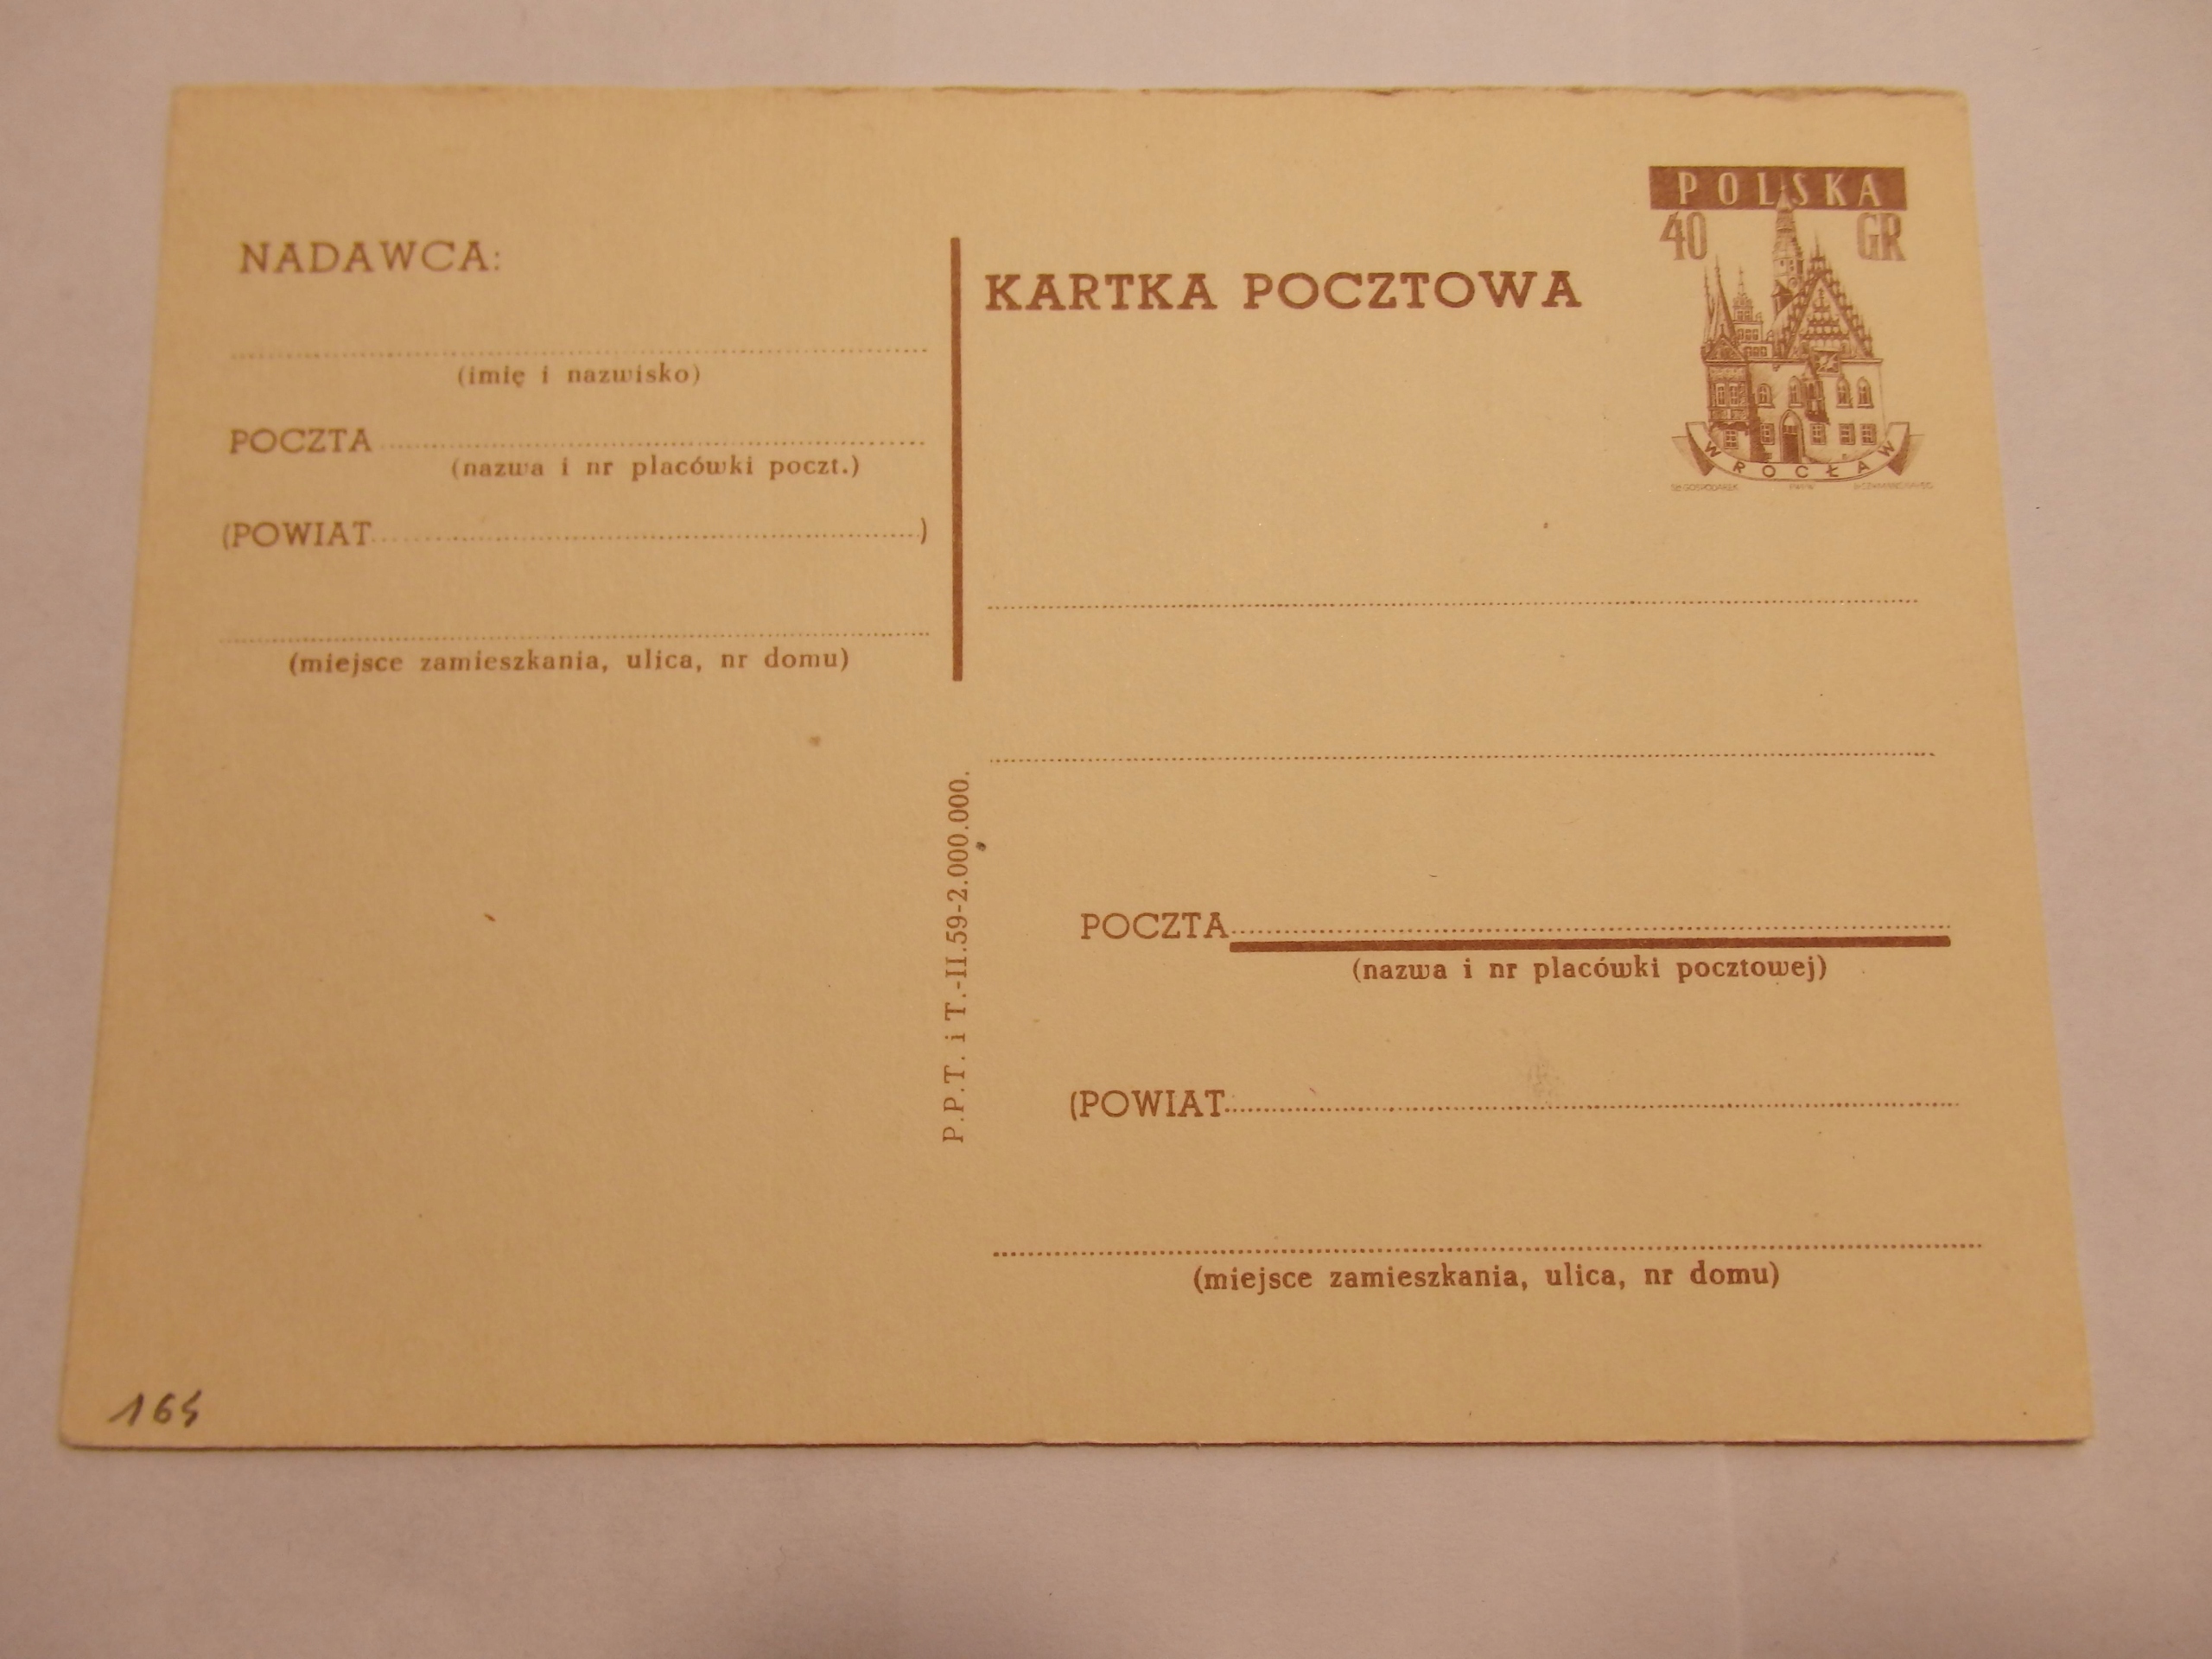 NADAWCA:
(imię i nazwisko)
POCZTA
(nazwa i nr placówki poczt.)
(POWIAT )
(miejsce zamieszkania, ulica, nr domu)
P.P.T. i T.-II.59-2.000.000.
KARTKA POCZTOWA
POLSKA
40 GR
WROCŁAW
POCZTA
(nazwa i nr placówki pocztowej)
(POWIAT
(miejsce zamieszkania, ulica, nr domu)